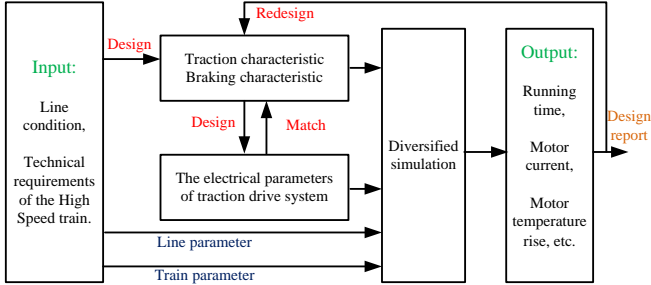 Redesign
Input:
Line
condition,
Technical
requirements
of the High
Speed train.
Design
Traction characteristic
Braking characteristic
Design
Match
The electrical parameters
of traction drive system
Line parameter
Train parameter
Diversified
simulation
Output:
Running
time,
Motor
current,
Motor
temperature
rise, etc.
Design
report